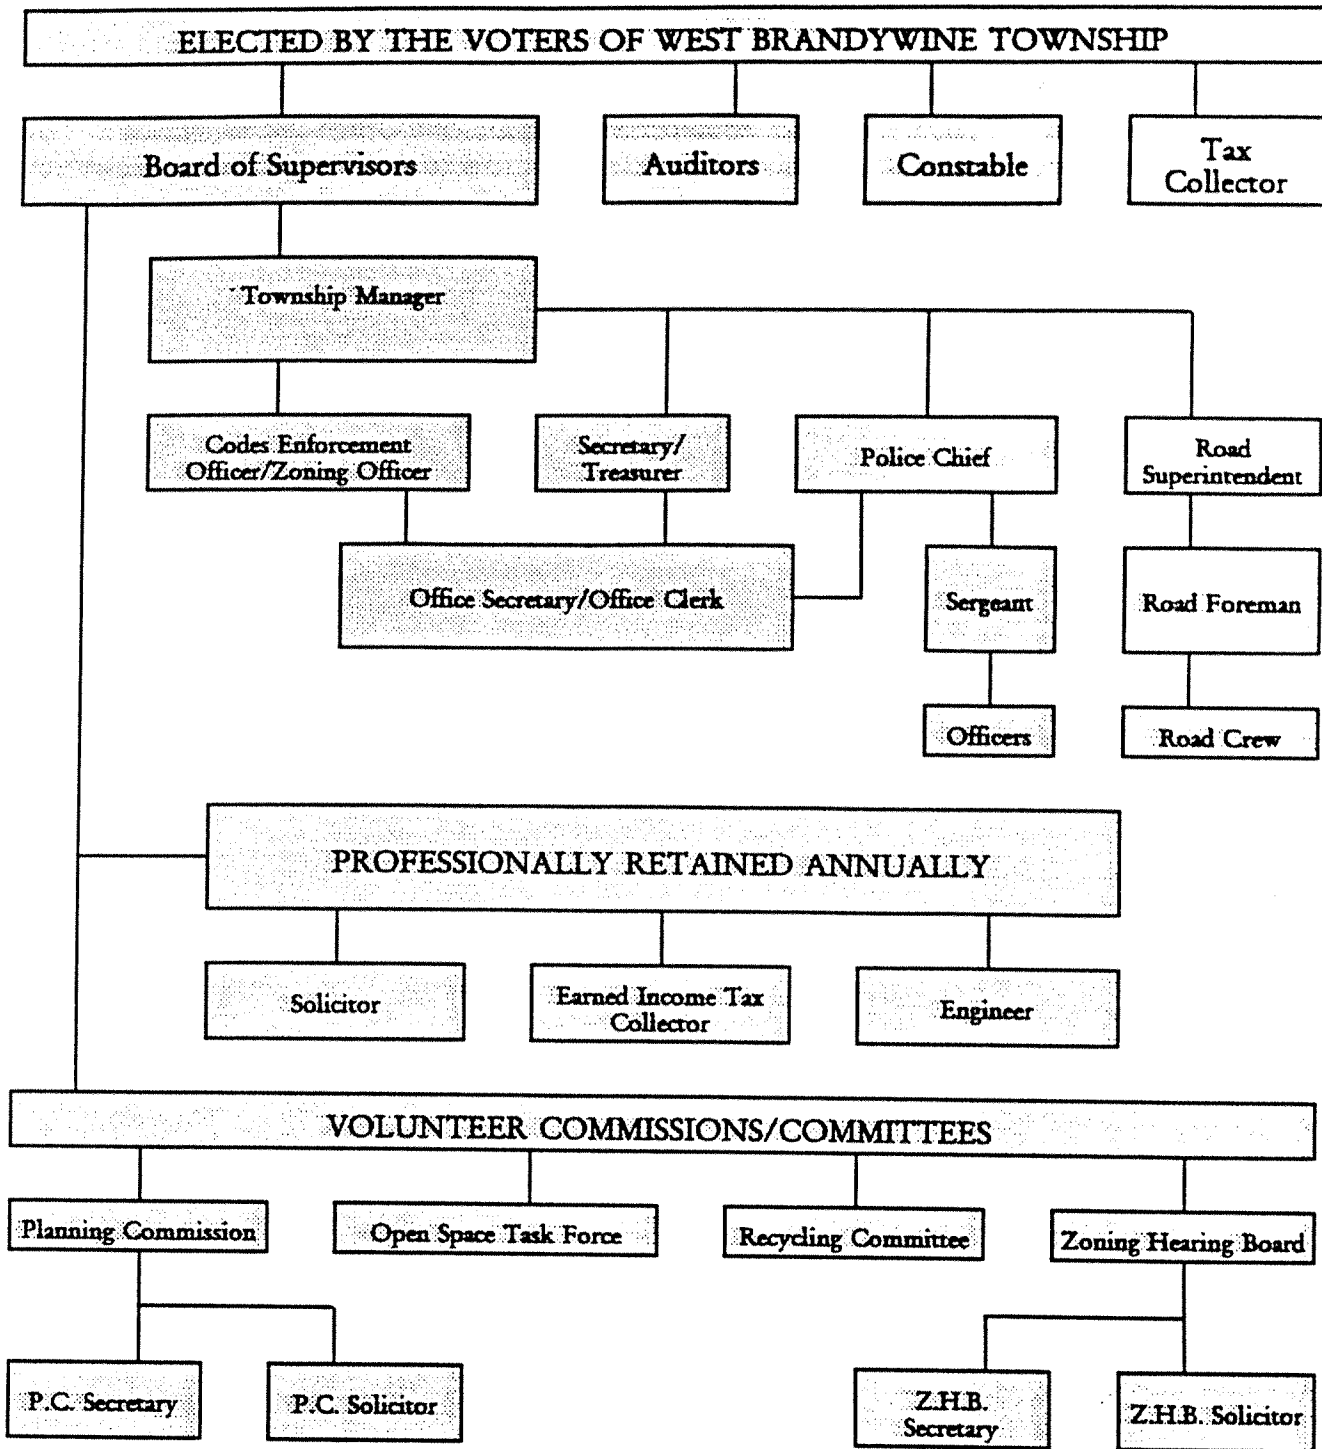 ELECTED BY THE VOTERS OF WEST BRANDYWINE TOWNSHIP
Board of Supervisors
Auditors
Constable
Tax
Collector
Township Manager
Codes Enforcement
Officer/Zoning Officer
Secretary/
Treasurer
Police Chief
Road
Superintendent
Office Secretary/Office Clerk
Sergeant
Road Foreman
Officers
Road Crew
PROFESSIONALLY RETAINED ANNUALLY
Solicitor
Earned Income Tax
Collector
Engineer
VOLUNTEER COMMISSIONS/COMMITTEES
Planning Commission
Open Space Task Force
Recycling Committee
Zoning Hearing Board
P.C. Secretary
P.C. Solicitor
Z.H.B.
Secretary
Z.H.B. Solicitor